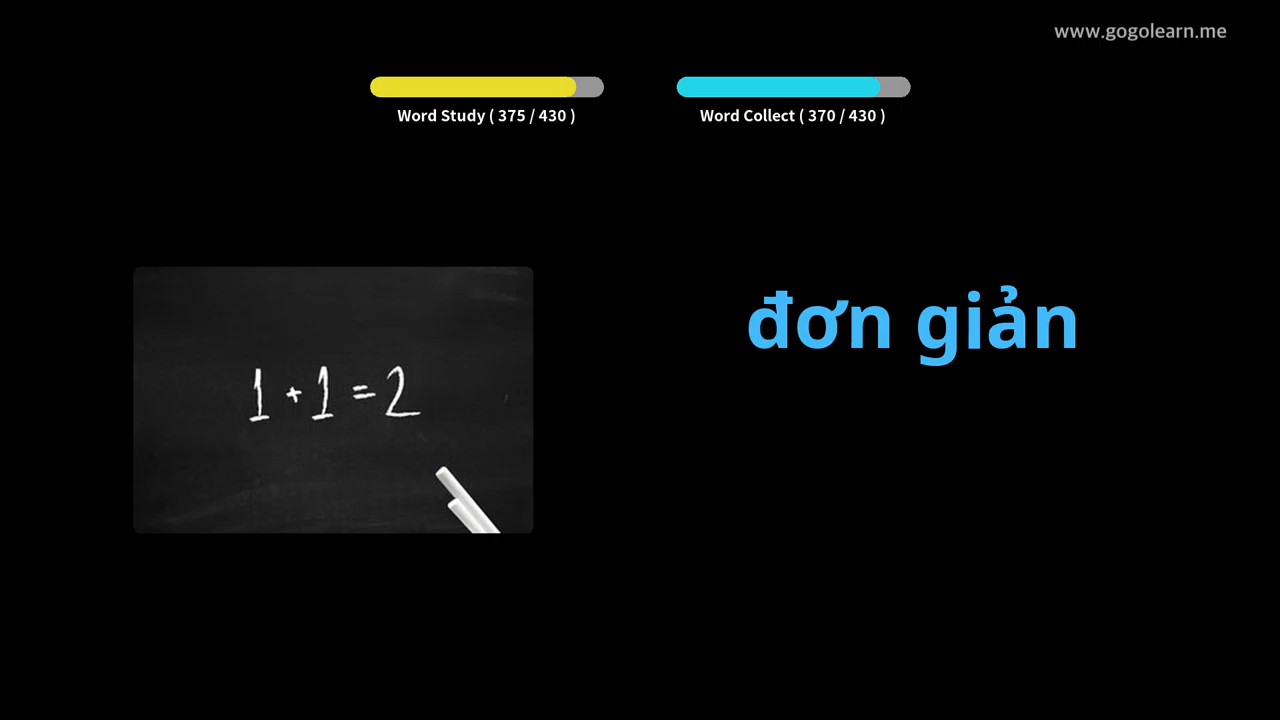 www.gogolearn.me
Word Study ( 375 / 430 )
Word Collect ( 370 / 430 )
đơn giản
1 + 1 = 2